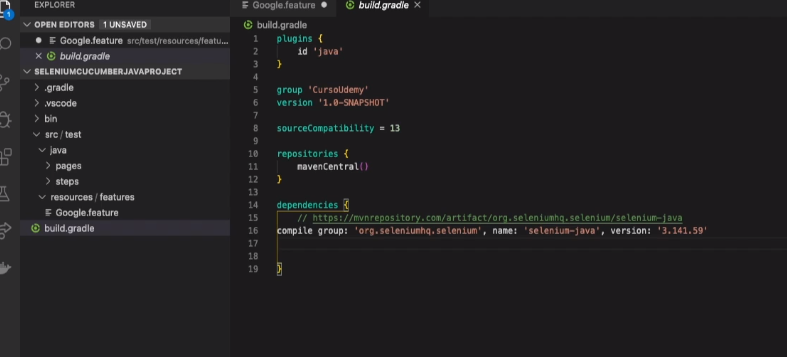 EXPLORER
OPEN EDITORS 1 UNSAVED
Google.feature src/test/resources/featu...
build.gradle
SELENIUMCUCUMBERJAVAPROJECT
.gradle
.vscode
bin
src / test
java
pages
steps
resources / features
Google.feature
build.gradle
1
Google.feature
build.gradle
build.gradle
1 plugins {
2 id 'java'
3 }
4
5 group 'CursoUdemy'
6 version '1.0-SNAPSHOT'
7
8 sourceCompatibility = 13
9
10 repositories {
11 mavenCentral()
12 }
13
14 dependencies {
15 // https://mvnrepository.com/artifact/org.seleniumhq.selenium/selenium-java
16 compile group: 'org.seleniumhq.selenium', name: 'selenium-java', version: '3.141.59'
17
18
19 }